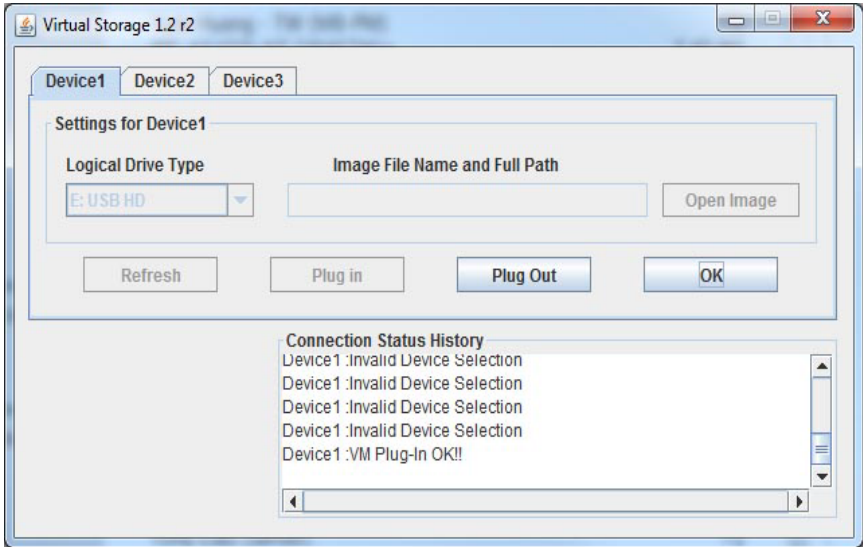 Virtual Storage 1.2 r2
Device1 Device2 Device3
Settings for Device1
Logical Drive Type Image File Name and Full Path
E: USB HD Open Image
Refresh Plug in Plug Out OK
Connection Status History
Device1 :Invalid Device Selection
Device1 :Invalid Device Selection
Device1 :Invalid Device Selection
Device1 :Invalid Device Selection
Device1 :VM Plug-In OK!!